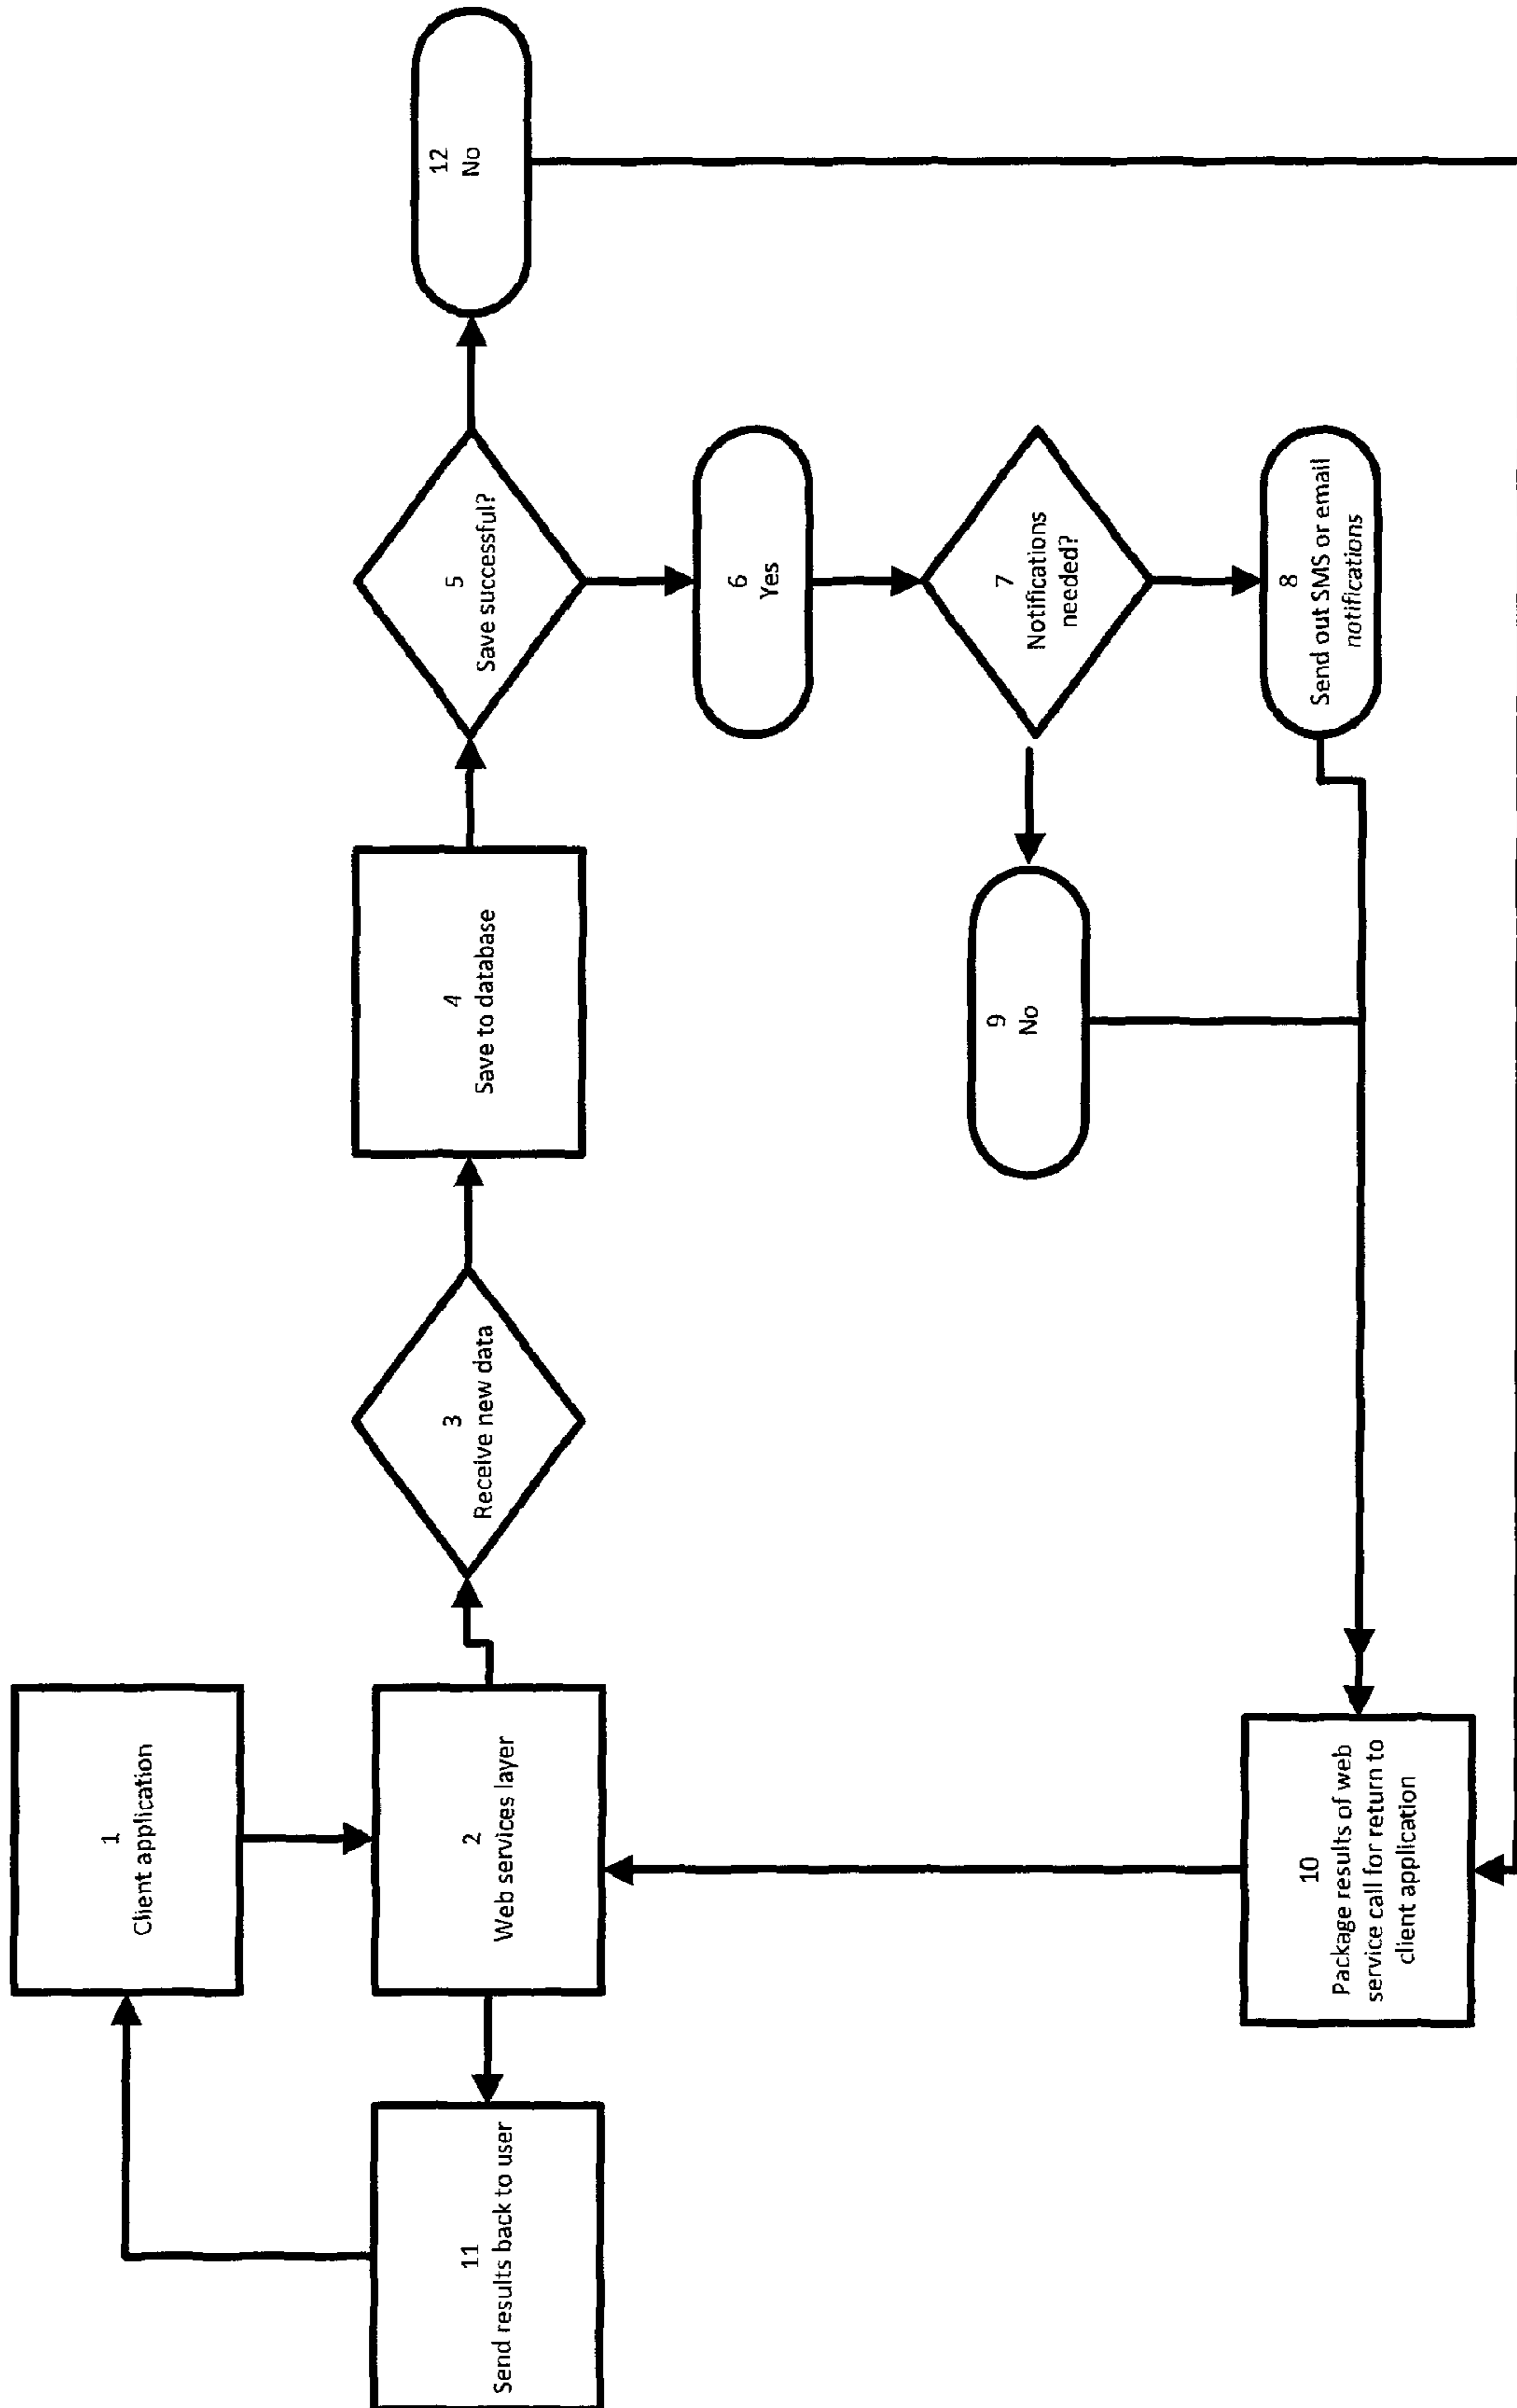 1
Client application
2
Web services layer
3
Receive new data
4
Save to database
5
Save successful?
6
Yes
7
Notifications
needed?
8
Send out SMS or email
notifications
9
No
10
Package results of web
service call for return to
client application
11
Send results back to user
12
No